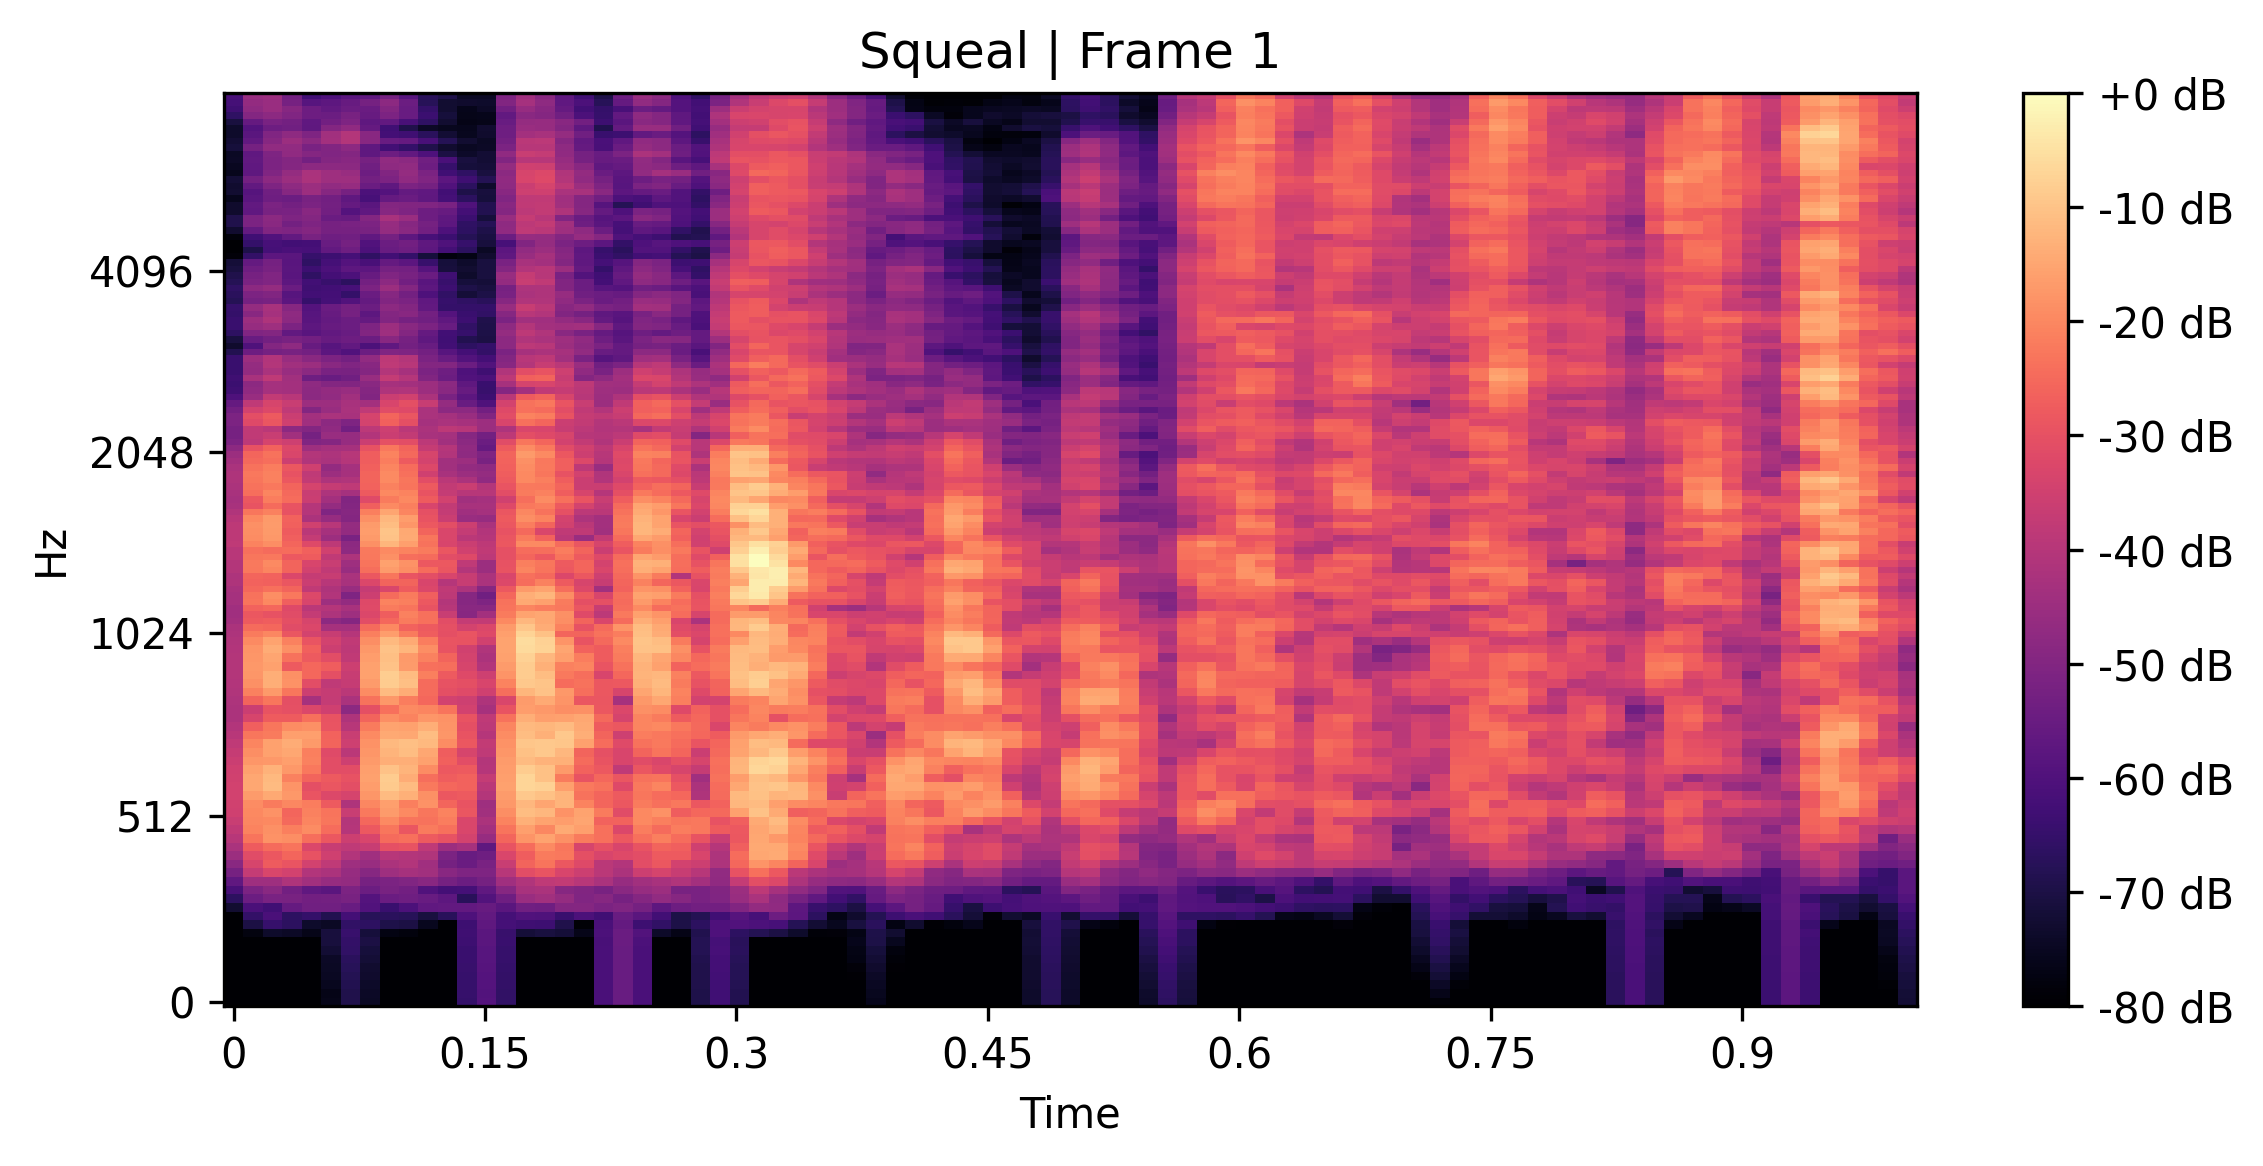 Squeal | Frame 1
Hz
4096
2048
1024
512
0
0 0.15 0.3 0.45 0.6 0.75 0.9
Time
+0 dB
-10 dB
-20 dB
-30 dB
-40 dB
-50 dB
-60 dB
-70 dB
-80 dB